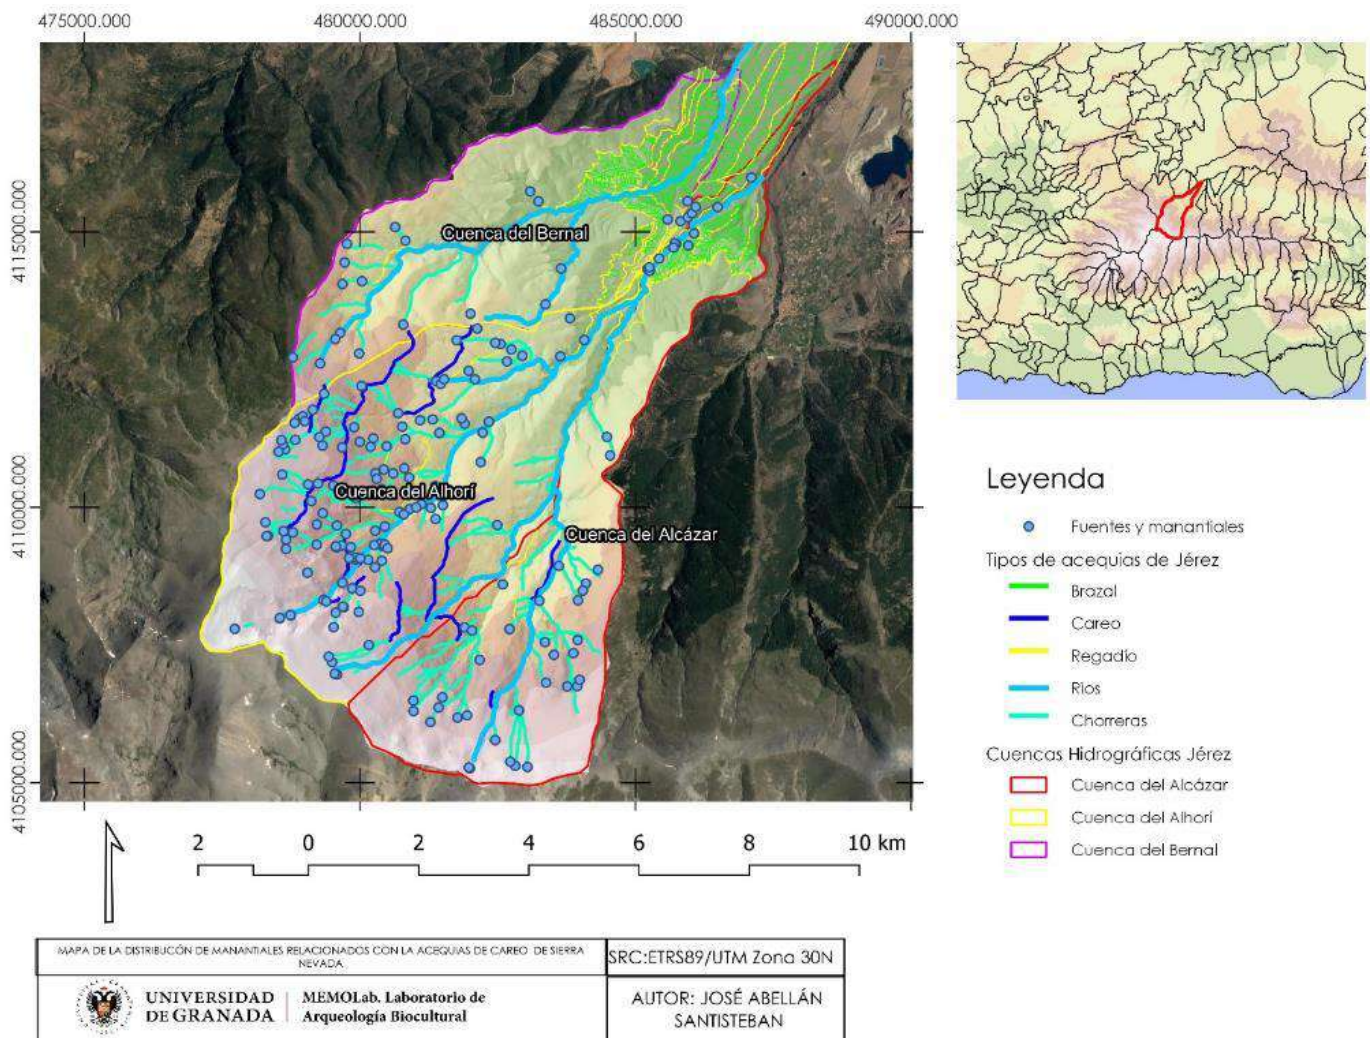 475000.000
480000.000
485000.000
490000.000
4115000.000
4110000.000
4105000.000
Cuenca del Bernal
Cuenca del Alhorí
Cuenca del Alcázar
Leyenda
Fuentes y manantiales
Tipos de acequias de Jérez
Brazal
Careo
Regadío
Ríos
Chorreras
Cuencas Hidrográficas Jérez
Cuenca del Alcázar
Cuenca del Alhorí
Cuenca del Bernal
2 0 2 4 6 8 10 km
MAPA DE LA DISTRIBUCÓN DE MANANTIALES RELACIONADOS CON LA ACEQUIAS DE CAREO DE SIERRA
NEVADA
SRC:ETRS89/UTM Zona 30N
UNIVERSIDAD
DE GRANADA
MEMOLab. Laboratorio de
Arqueología Biocultural
AUTOR: JOSÉ ABELLÁN
SANTISTEBAN